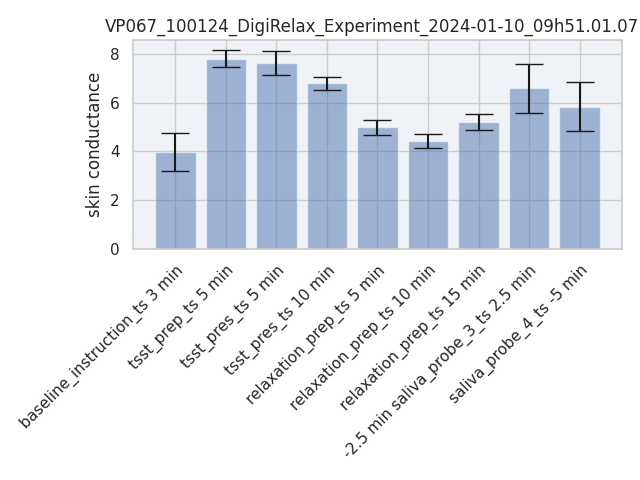 VP067_100124_DigiRelax_Experiment_2024-01-10_09h51.01.07
skin conductance
8
6
4
2
0
baseline_instruction_ts 3 min
tsst_prep_ts 5 min
tsst_pres_ts 5 min
tsst_pres_ts 10 min
relaxation_prep_ts 5 min
relaxation_prep_ts 10 min
relaxation_prep_ts 15 min
-2.5 min saliva_probe_3_ts 2.5 min
saliva_probe_4_ts -5 min